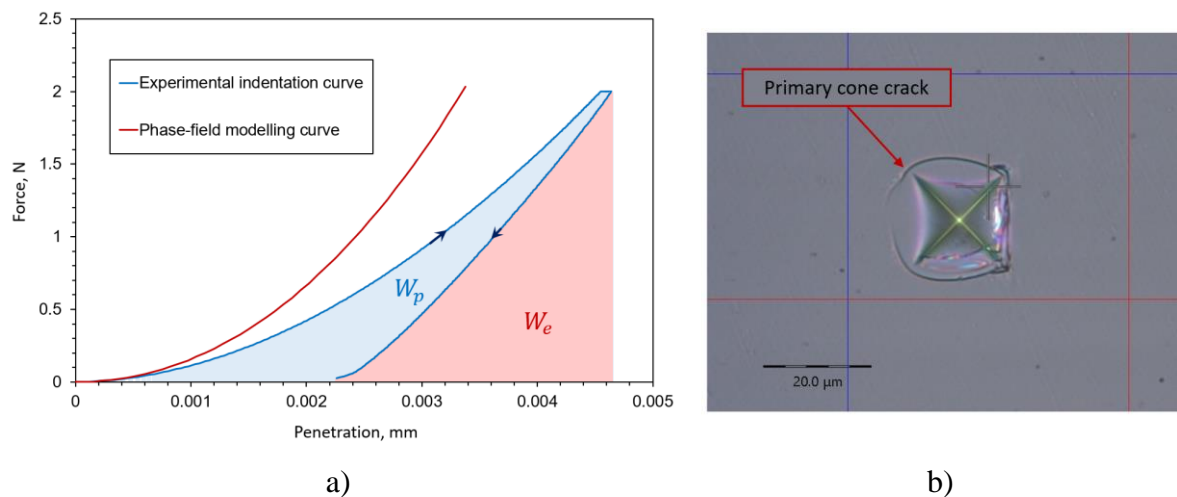 2.5
2
1.5
1
0.5
0
Force, N
Experimental indentation curve
Phase-field modelling curve
W_p
W_e
0 0.001 0.002 0.003 0.004 0.005
Penetration, mm
a)
Primary cone crack
20.0 µm
b)